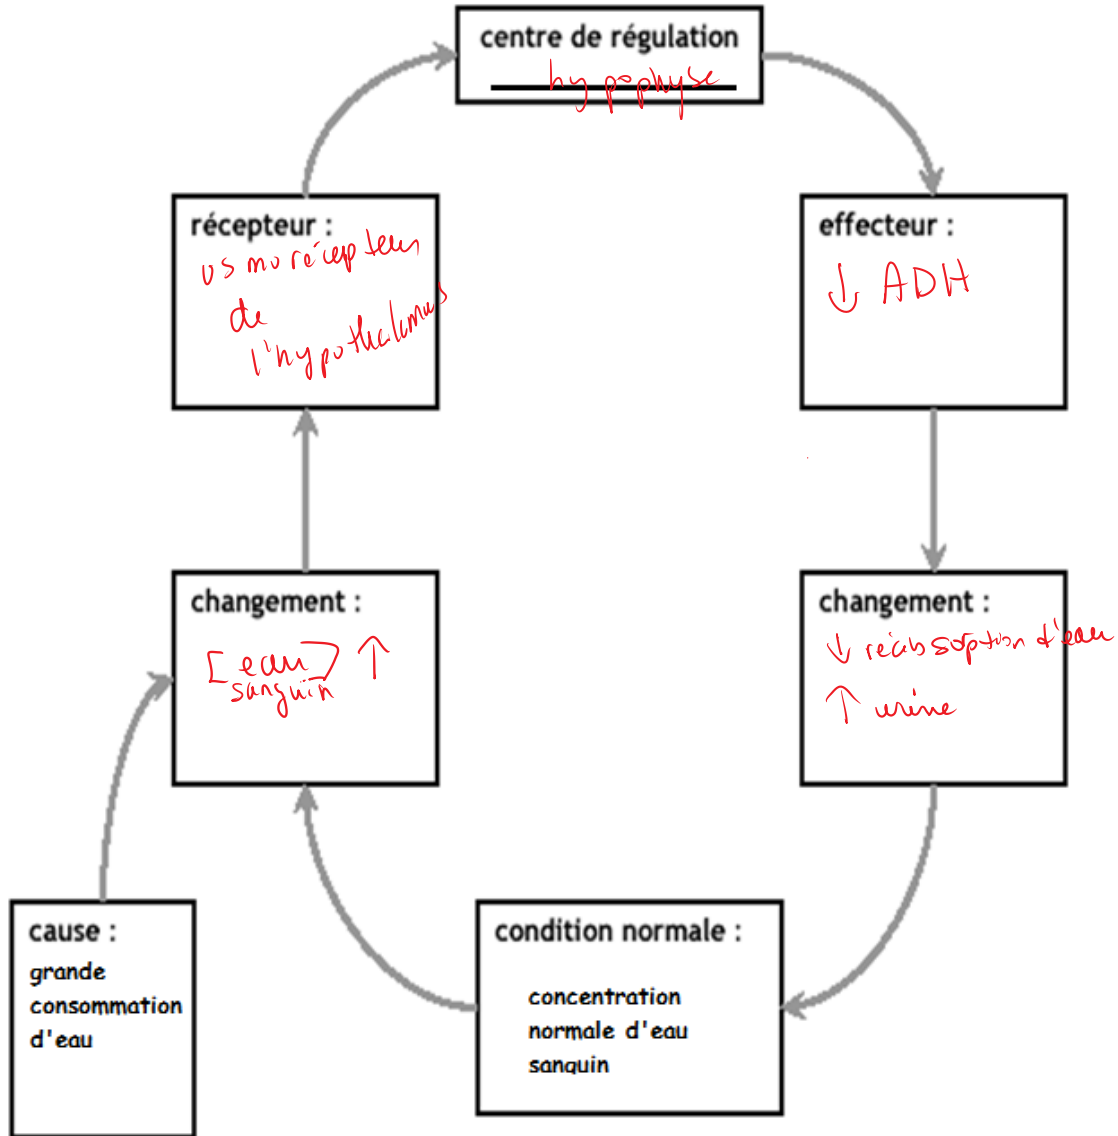 centre de régulation
hypophyse
récepteur :
osmorécepteurs
de
l'hypothalamus
effecteur :
↓ ADH
changement :
[eau] ↑
sanguin
changement :
↓ réabsorption d'eau
↑ urine
cause :
grande
consommation
d'eau
condition normale :
concentration
normale d'eau
sanguin